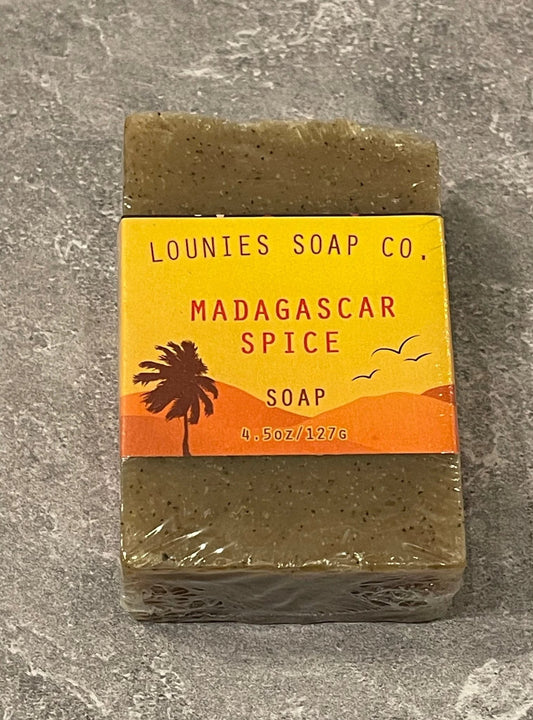 LOUNIES SOAP CO.
MADAGASCAR
SPICE
SOAP
4.5oz/127G